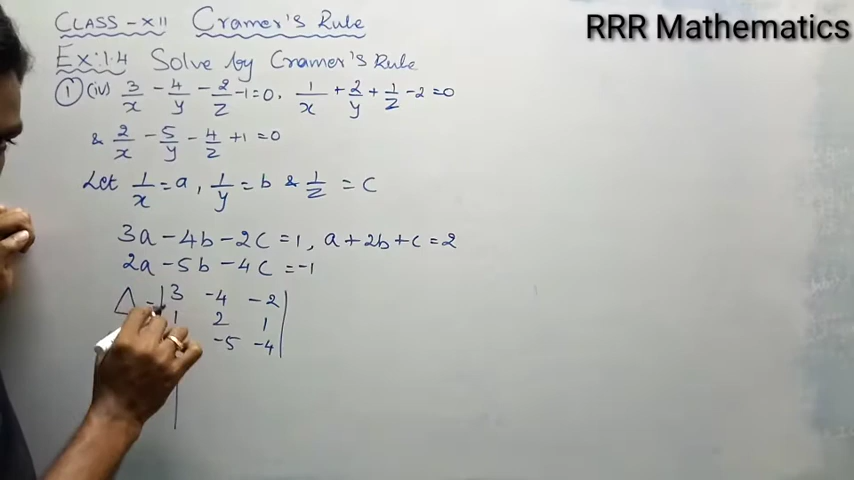 RRR Mathematics
CLASS-XII Cramer's Rule
Ex:1.4 Solve by Cramer's Rule
① (iv) 3/x - 4/y - 2/z - 1 = 0, 1/x + 2/y + 1/z - 2 = 0
& 2/x - 5/y - 4/z + 1 = 0
Let 1/x = a, 1/y = b & 1/z = c
3a - 4b - 2c = 1, a + 2b + c = 2
2a - 5b - 4c = -1
Δ = | 3 -4 -2 |
1 2 1
-5 -4